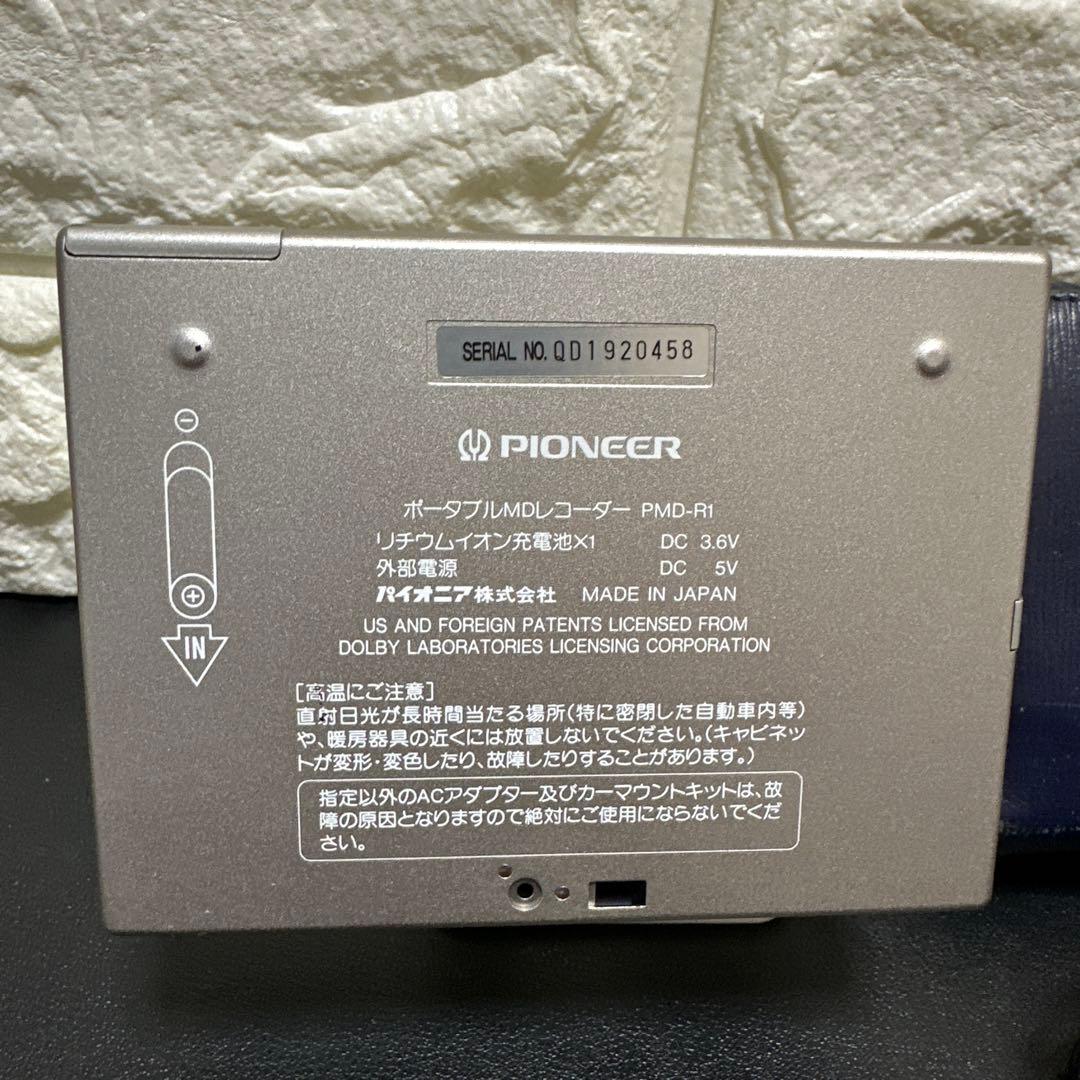 SERIAL NO. QD1920458
PIONEER
ポータブルMDレコーダー PMD-R1
リチウムイオン充電池×1 DC 3.6V
外部電源 DC 5V
パイオニア株式会社 MADE IN JAPAN
US AND FOREIGN PATENTS LICENSED FROM
DOLBY LABORATORIES LICENSING CORPORATION
⊖
⊕
IN
[高温にご注意]
直射日光が長時間当たる場所(特に密閉した自動車内等)
や、暖房器具の近くには放置しないでください。(キャビネッ
トが変形・変色したり、故障したりすることがあります。)
指定以外のACアダプター及びカーマウントキットは、故
障の原因となりますので絶対にご使用にならないでくだ
さい。